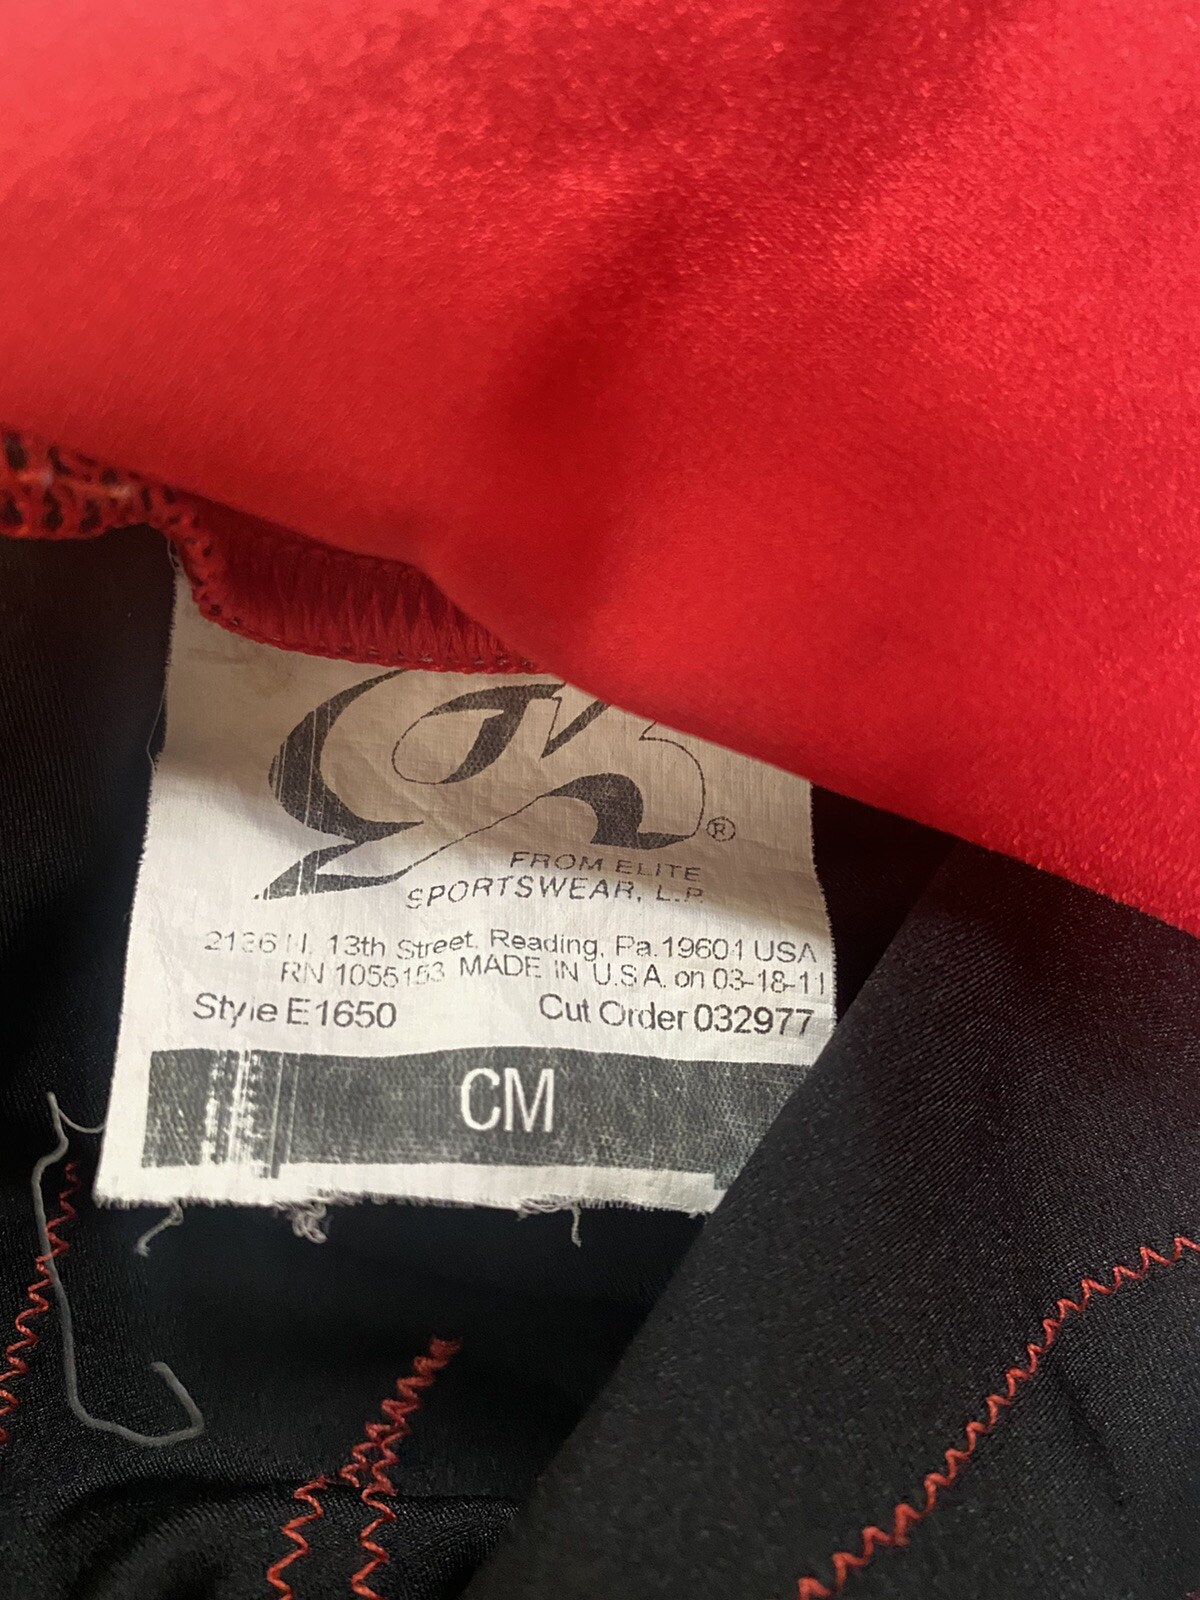 GK
®
FROM ELITE
SPORTSWEAR, L.P.
2136 N. 13th Street, Reading, Pa.19601 USA
RN 1055153 MADE IN U.S.A. on 03-18-11
Style E1650 Cut Order 032977
CM